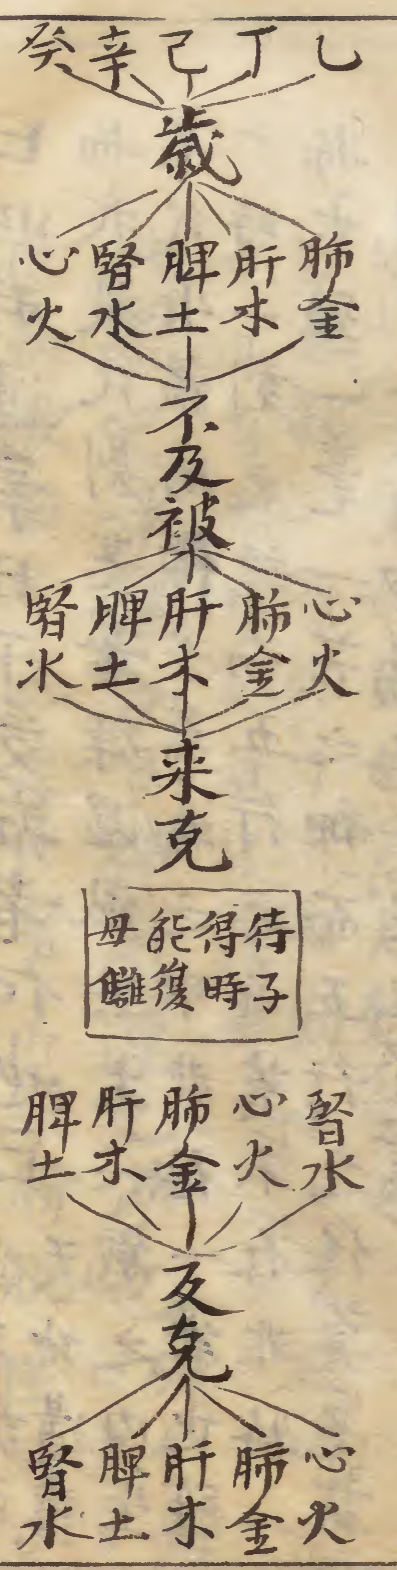 乙 丁 己 辛 癸
歳
肺金 肝木 脾土 腎水 心火
不及被
心火 肺金 肝木 脾土 腎水
来克
待子
得時
能復
母讎
腎水 心火 肺金 肝木 脾土
反克
心火 肺金 肝木 脾土 腎水